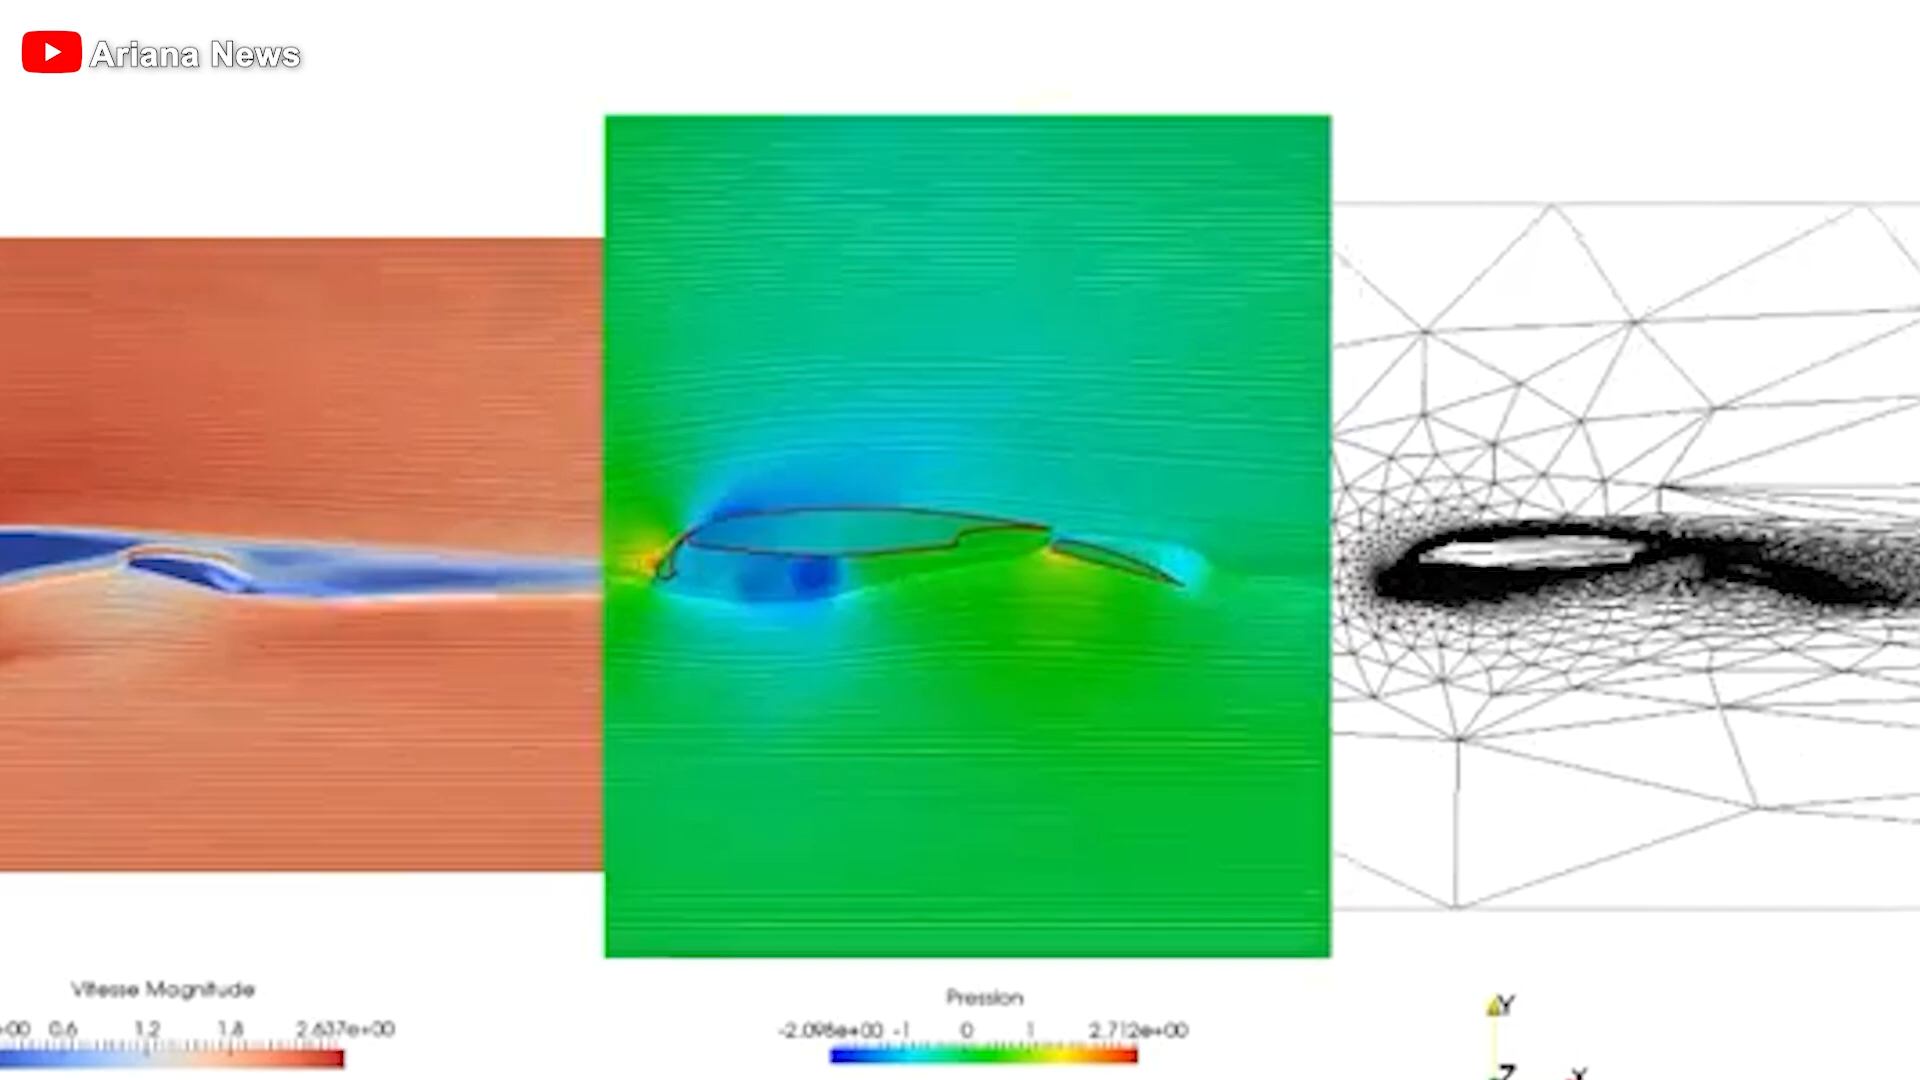 Ariana News
Vitesse Magnitude
e+00 0.6 1.2 1.8 2.637e+00
Pression
-2.098e+00 -1 0 1 2.712e+00
Y
Z X